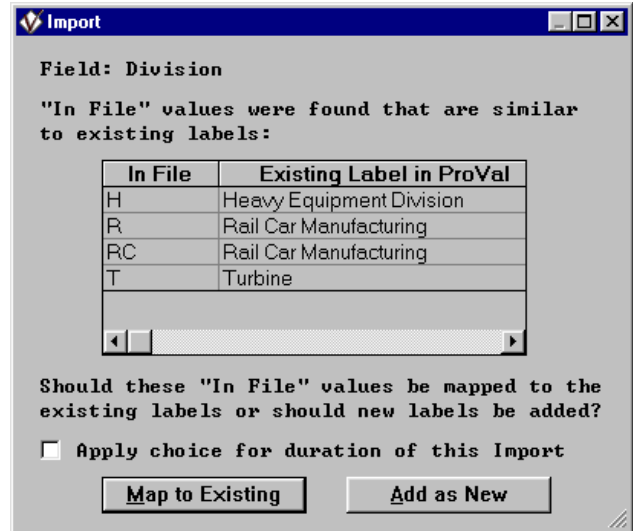 Import
Field: Division
"In File" values were found that are similar
to existing labels:
In File Existing Label in ProVal
H Heavy Equipment Division
R Rail Car Manufacturing
RC Rail Car Manufacturing
T Turbine
Should these "In File" values be mapped to the
existing labels or should new labels be added?
Apply choice for duration of this Import
Map to Existing Add as New